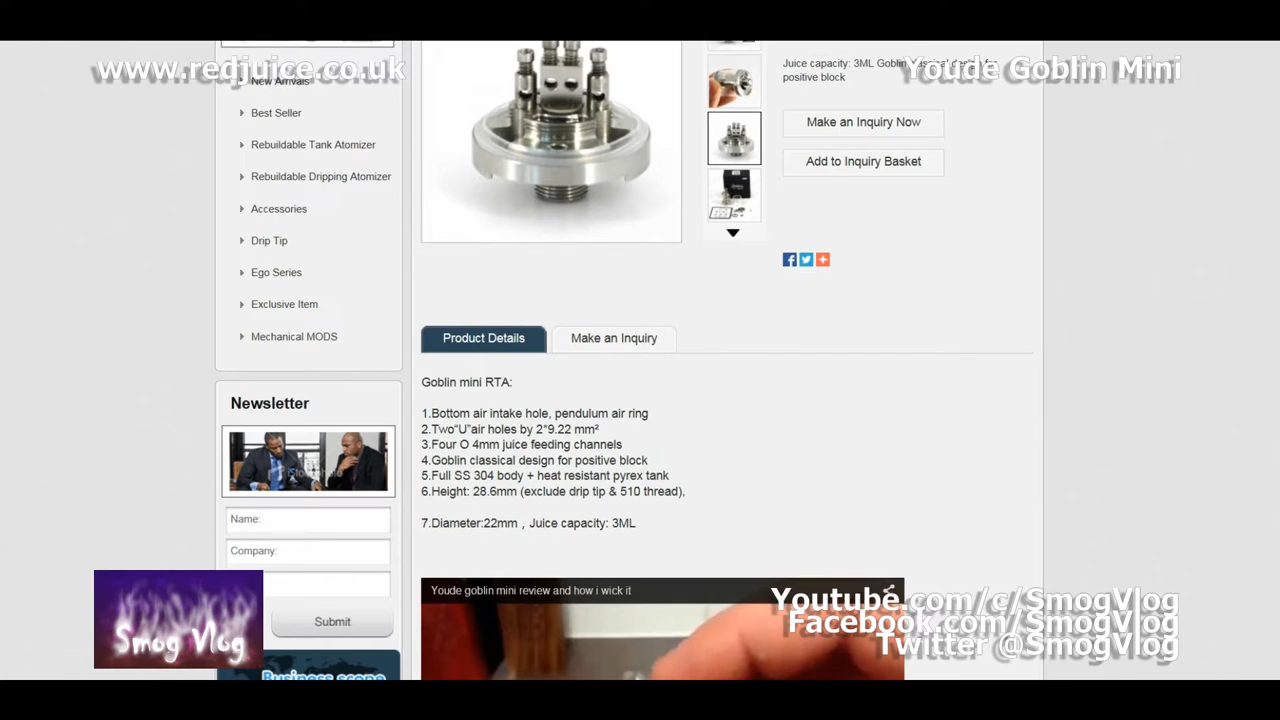 www.redjuice.co.uk
Youde Goblin Mini
New Arrivals
Best Seller
Rebuildable Tank Atomizer
Rebuildable Dripping Atomizer
Accessories
Drip Tip
Ego Series
Exclusive Item
Mechanical MODS
Newsletter
Name:
Company:
Submit
Business scope
Smog Vlog
Juice capacity: 3ML Goblin classical design for
positive block
Make an Inquiry Now
Add to Inquiry Basket
Product Details
Make an Inquiry
Goblin mini RTA:
1.Bottom air intake hole, pendulum air ring
2.Two“U”air holes by 2*9.22 mm²
3.Four O 4mm juice feeding channels
4.Goblin classical design for positive block
5.Full SS 304 body + heat resistant pyrex tank
6.Height: 28.6mm (exclude drip tip & 510 thread),
7.Diameter:22mm , Juice capacity: 3ML
Youde goblin mini review and how i wick it
Youtube.com/c/SmogVlog
Facebook.com/SmogVlog
Twitter @SmogVlog